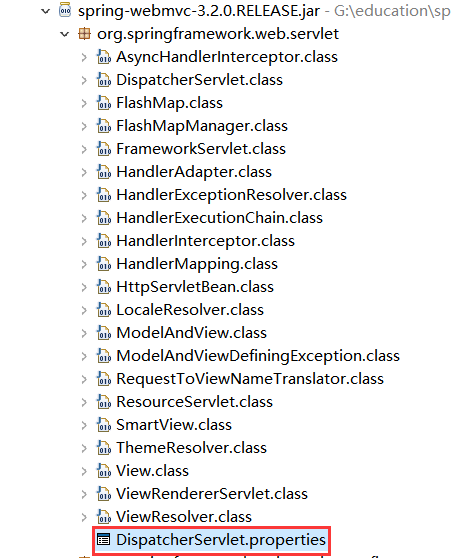 spring-webmvc-3.2.0.RELEASE.jar - G:\education\sp
org.springframework.web.servlet
AsyncHandlerInterceptor.class
DispatcherServlet.class
FlashMap.class
FlashMapManager.class
FrameworkServlet.class
HandlerAdapter.class
HandlerExceptionResolver.class
HandlerExecutionChain.class
HandlerInterceptor.class
HandlerMapping.class
HttpServletBean.class
LocaleResolver.class
ModelAndView.class
ModelAndViewDefiningException.class
RequestToViewNameTranslator.class
ResourceServlet.class
SmartView.class
ThemeResolver.class
View.class
ViewRendererServlet.class
ViewResolver.class
DispatcherServlet.properties